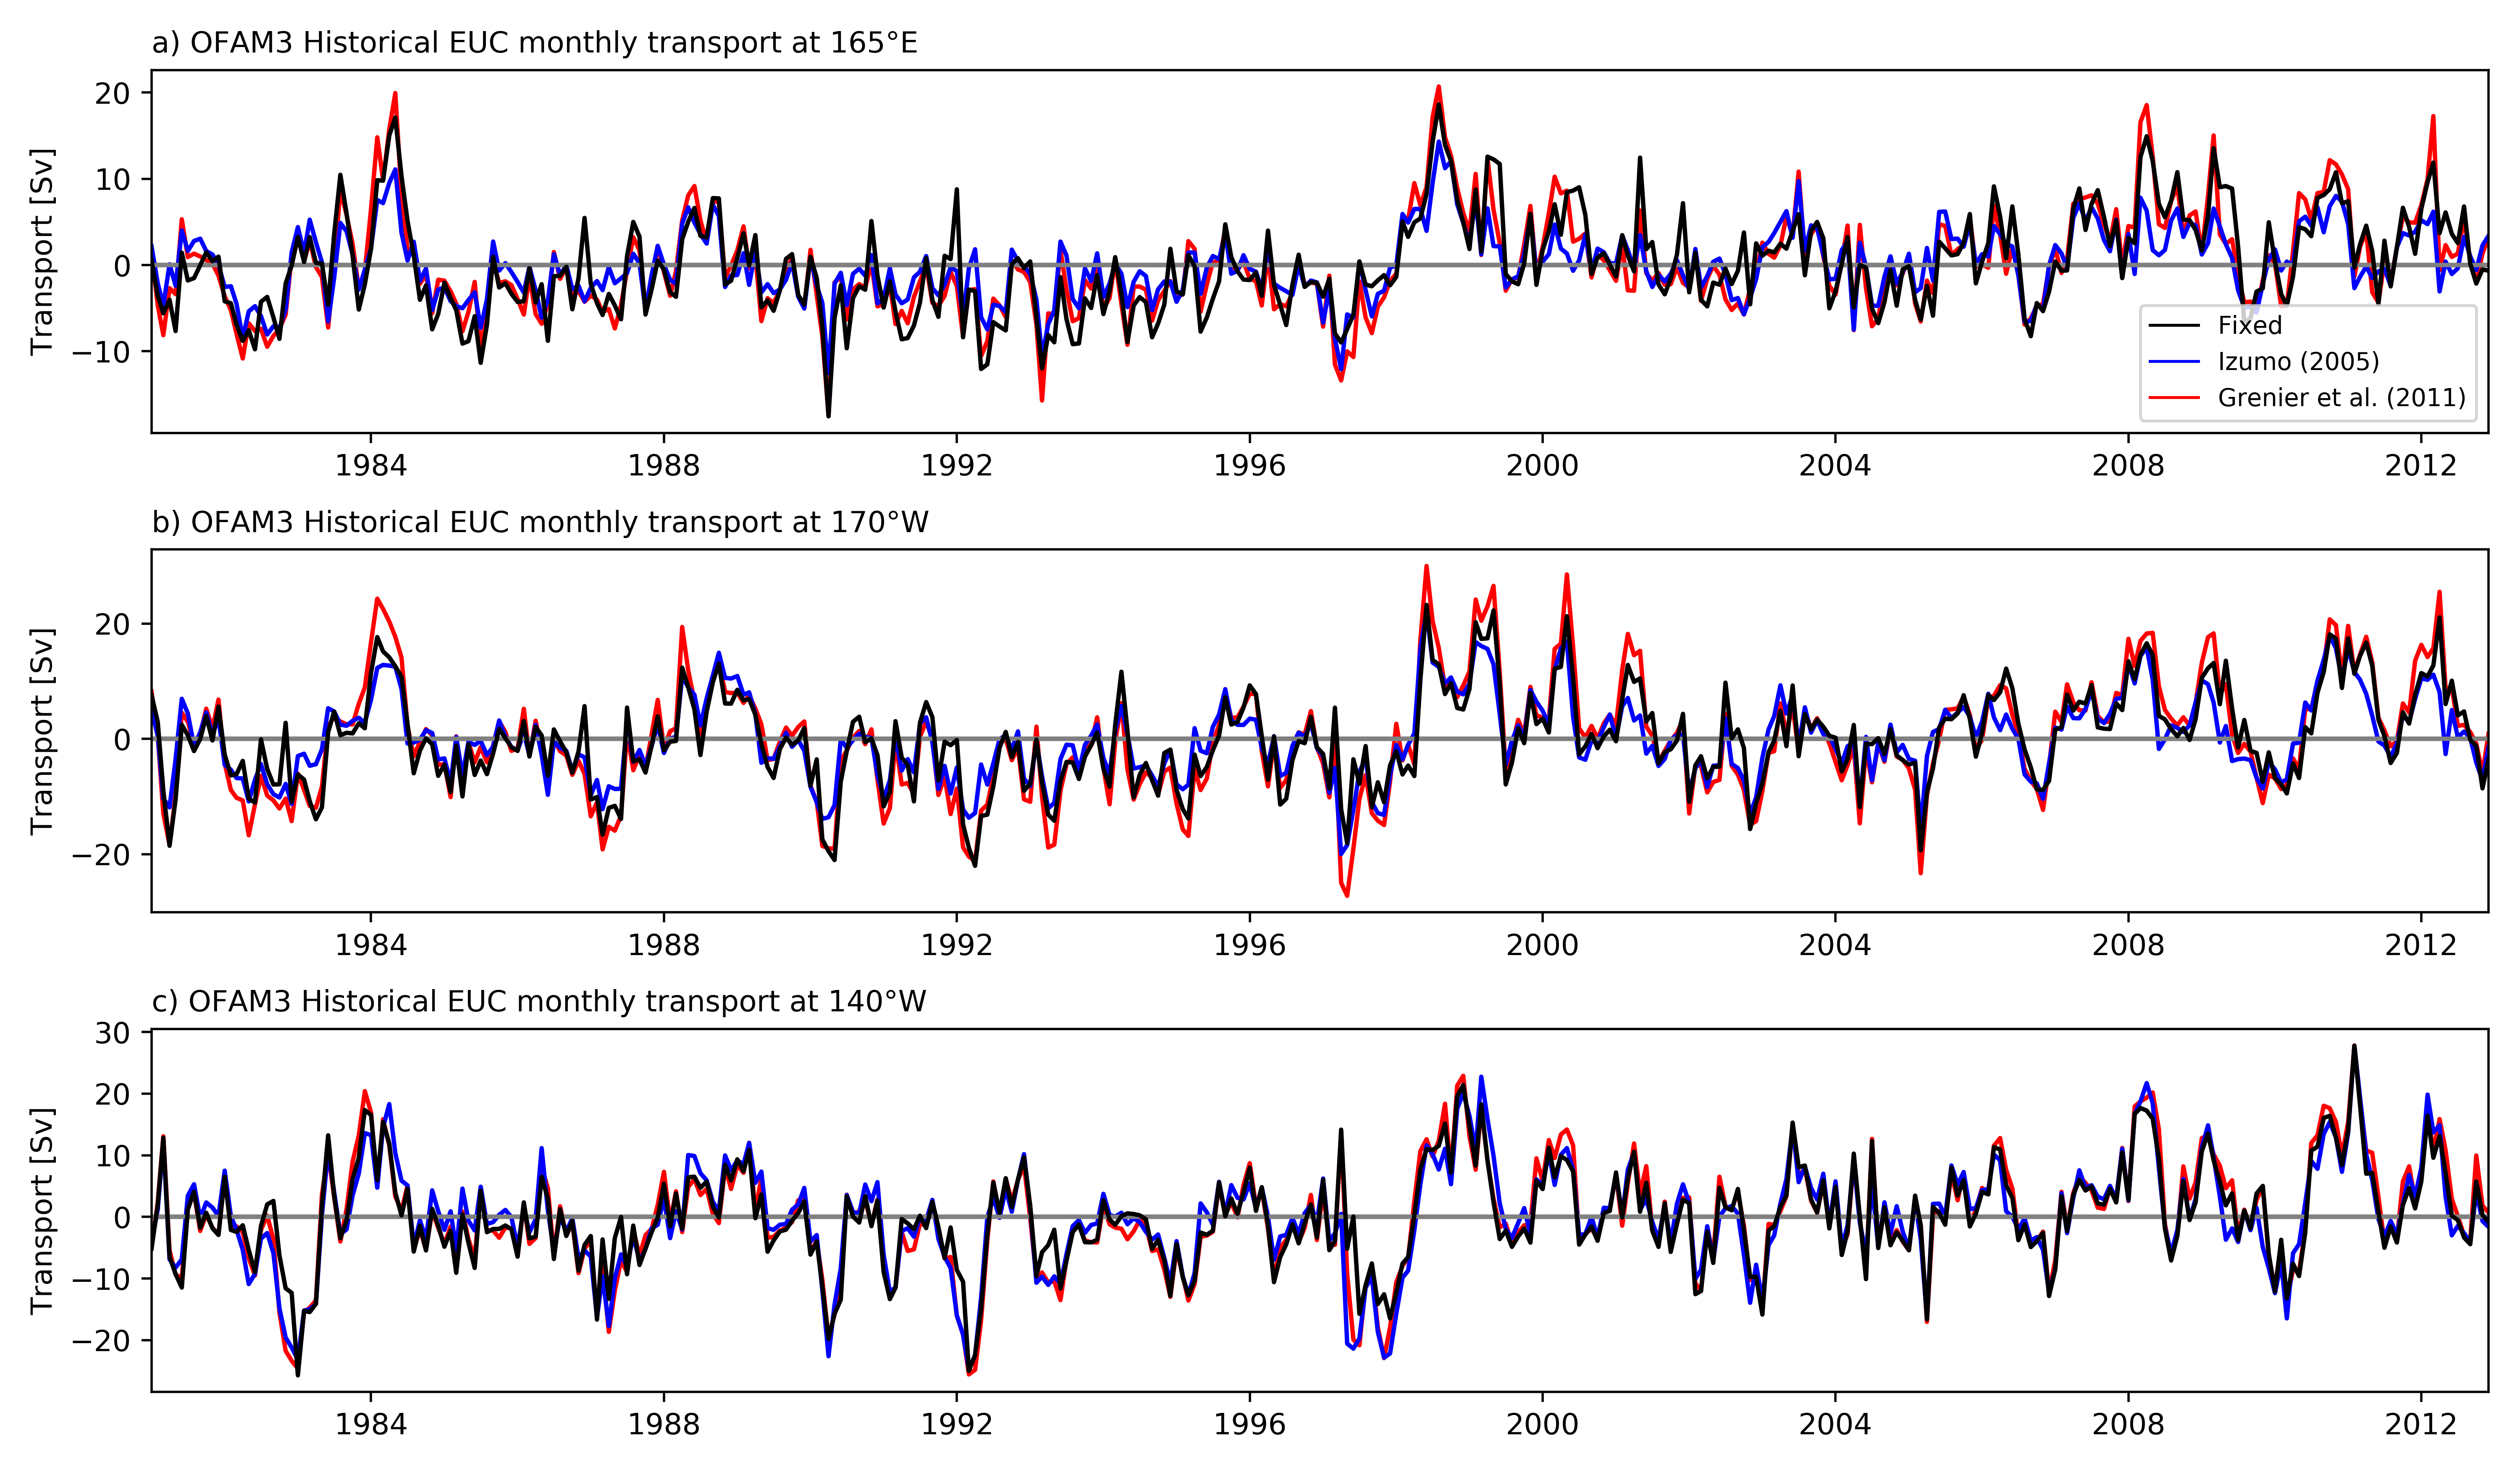 a) OFAM3 Historical EUC monthly transport at 165°E
Transport [Sv]
20
10
0
−10
Fixed
Izumo (2005)
Grenier et al. (2011)
1984 1988 1992 1996 2000 2004 2008 2012
b) OFAM3 Historical EUC monthly transport at 170°W
Transport [Sv]
20
0
−20
1984 1988 1992 1996 2000 2004 2008 2012
c) OFAM3 Historical EUC monthly transport at 140°W
Transport [Sv]
30
20
10
0
−10
−20
1984 1988 1992 1996 2000 2004 2008 2012